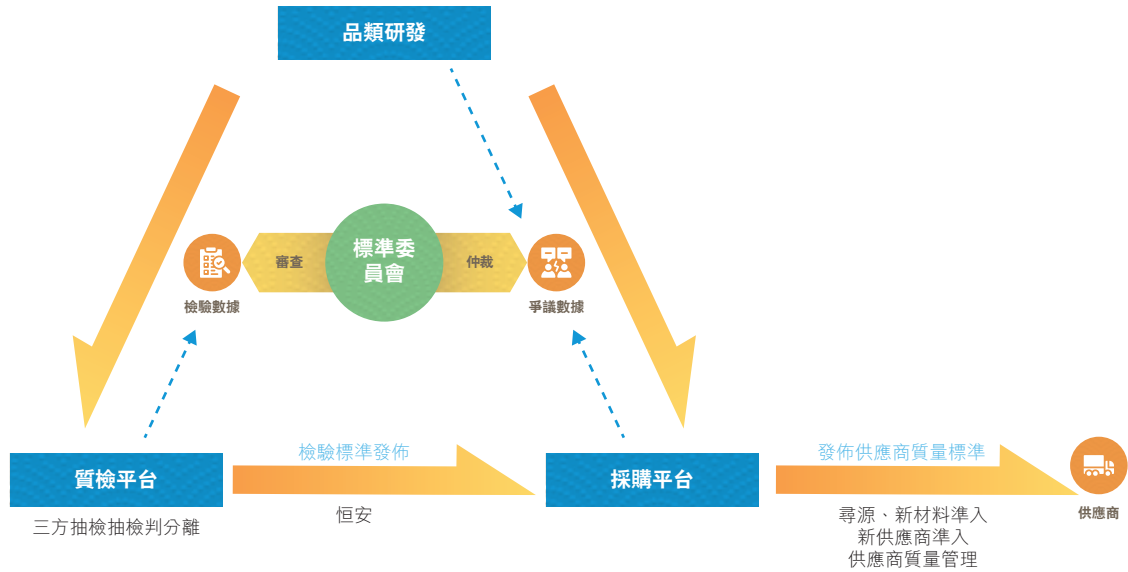 品類研發
審查
標準委
員會
仲裁
檢驗數據
爭議數據
質檢平台
三方抽檢抽檢判分離
檢驗標準發佈
恒安
採購平台
發佈供應商質量標準
尋源、新材料準入
新供應商準入
供應商質量管理
供應商